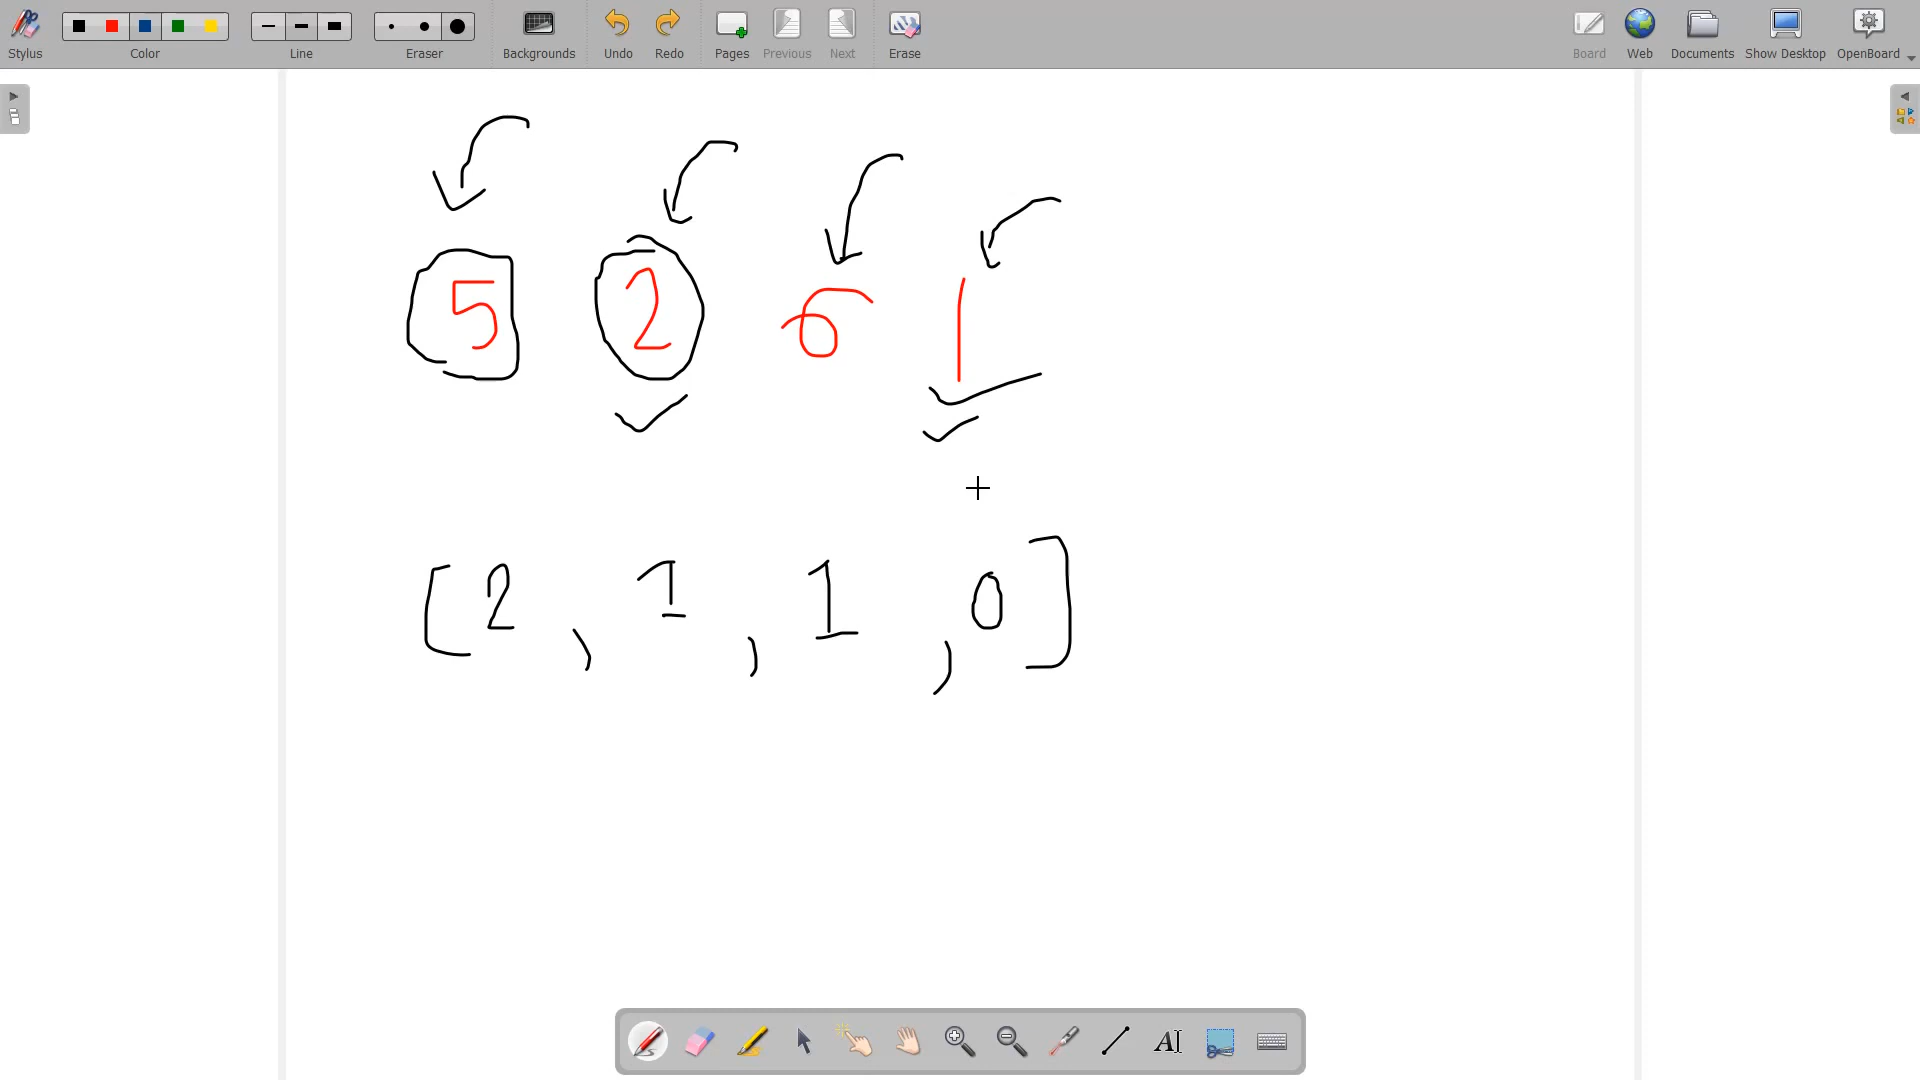 Stylus Color Line Eraser Backgrounds Undo Redo Pages Previous Next Erase Board Web Documents Show Desktop OpenBoard
5 2 6 1
[2, 1, 1, 0]
AI